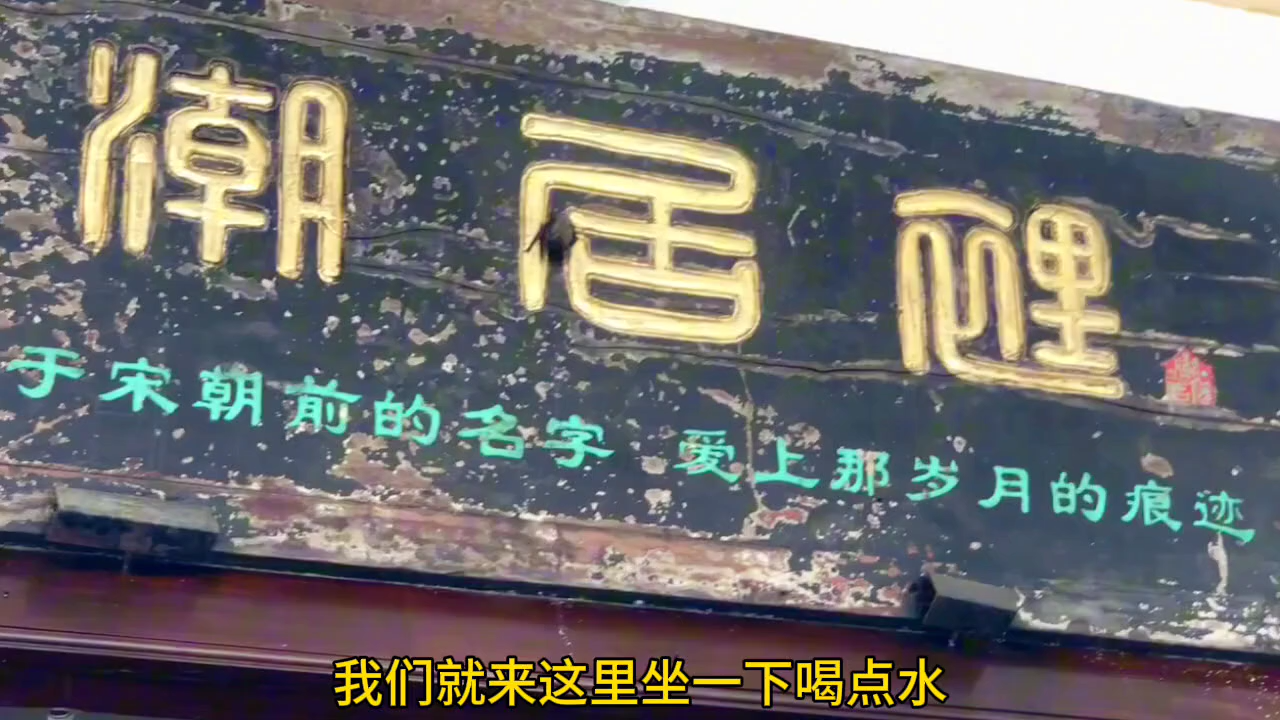 潮居
于宋朝前的名字 爱上那岁月的痕迹
我们就来这里坐一下喝点水